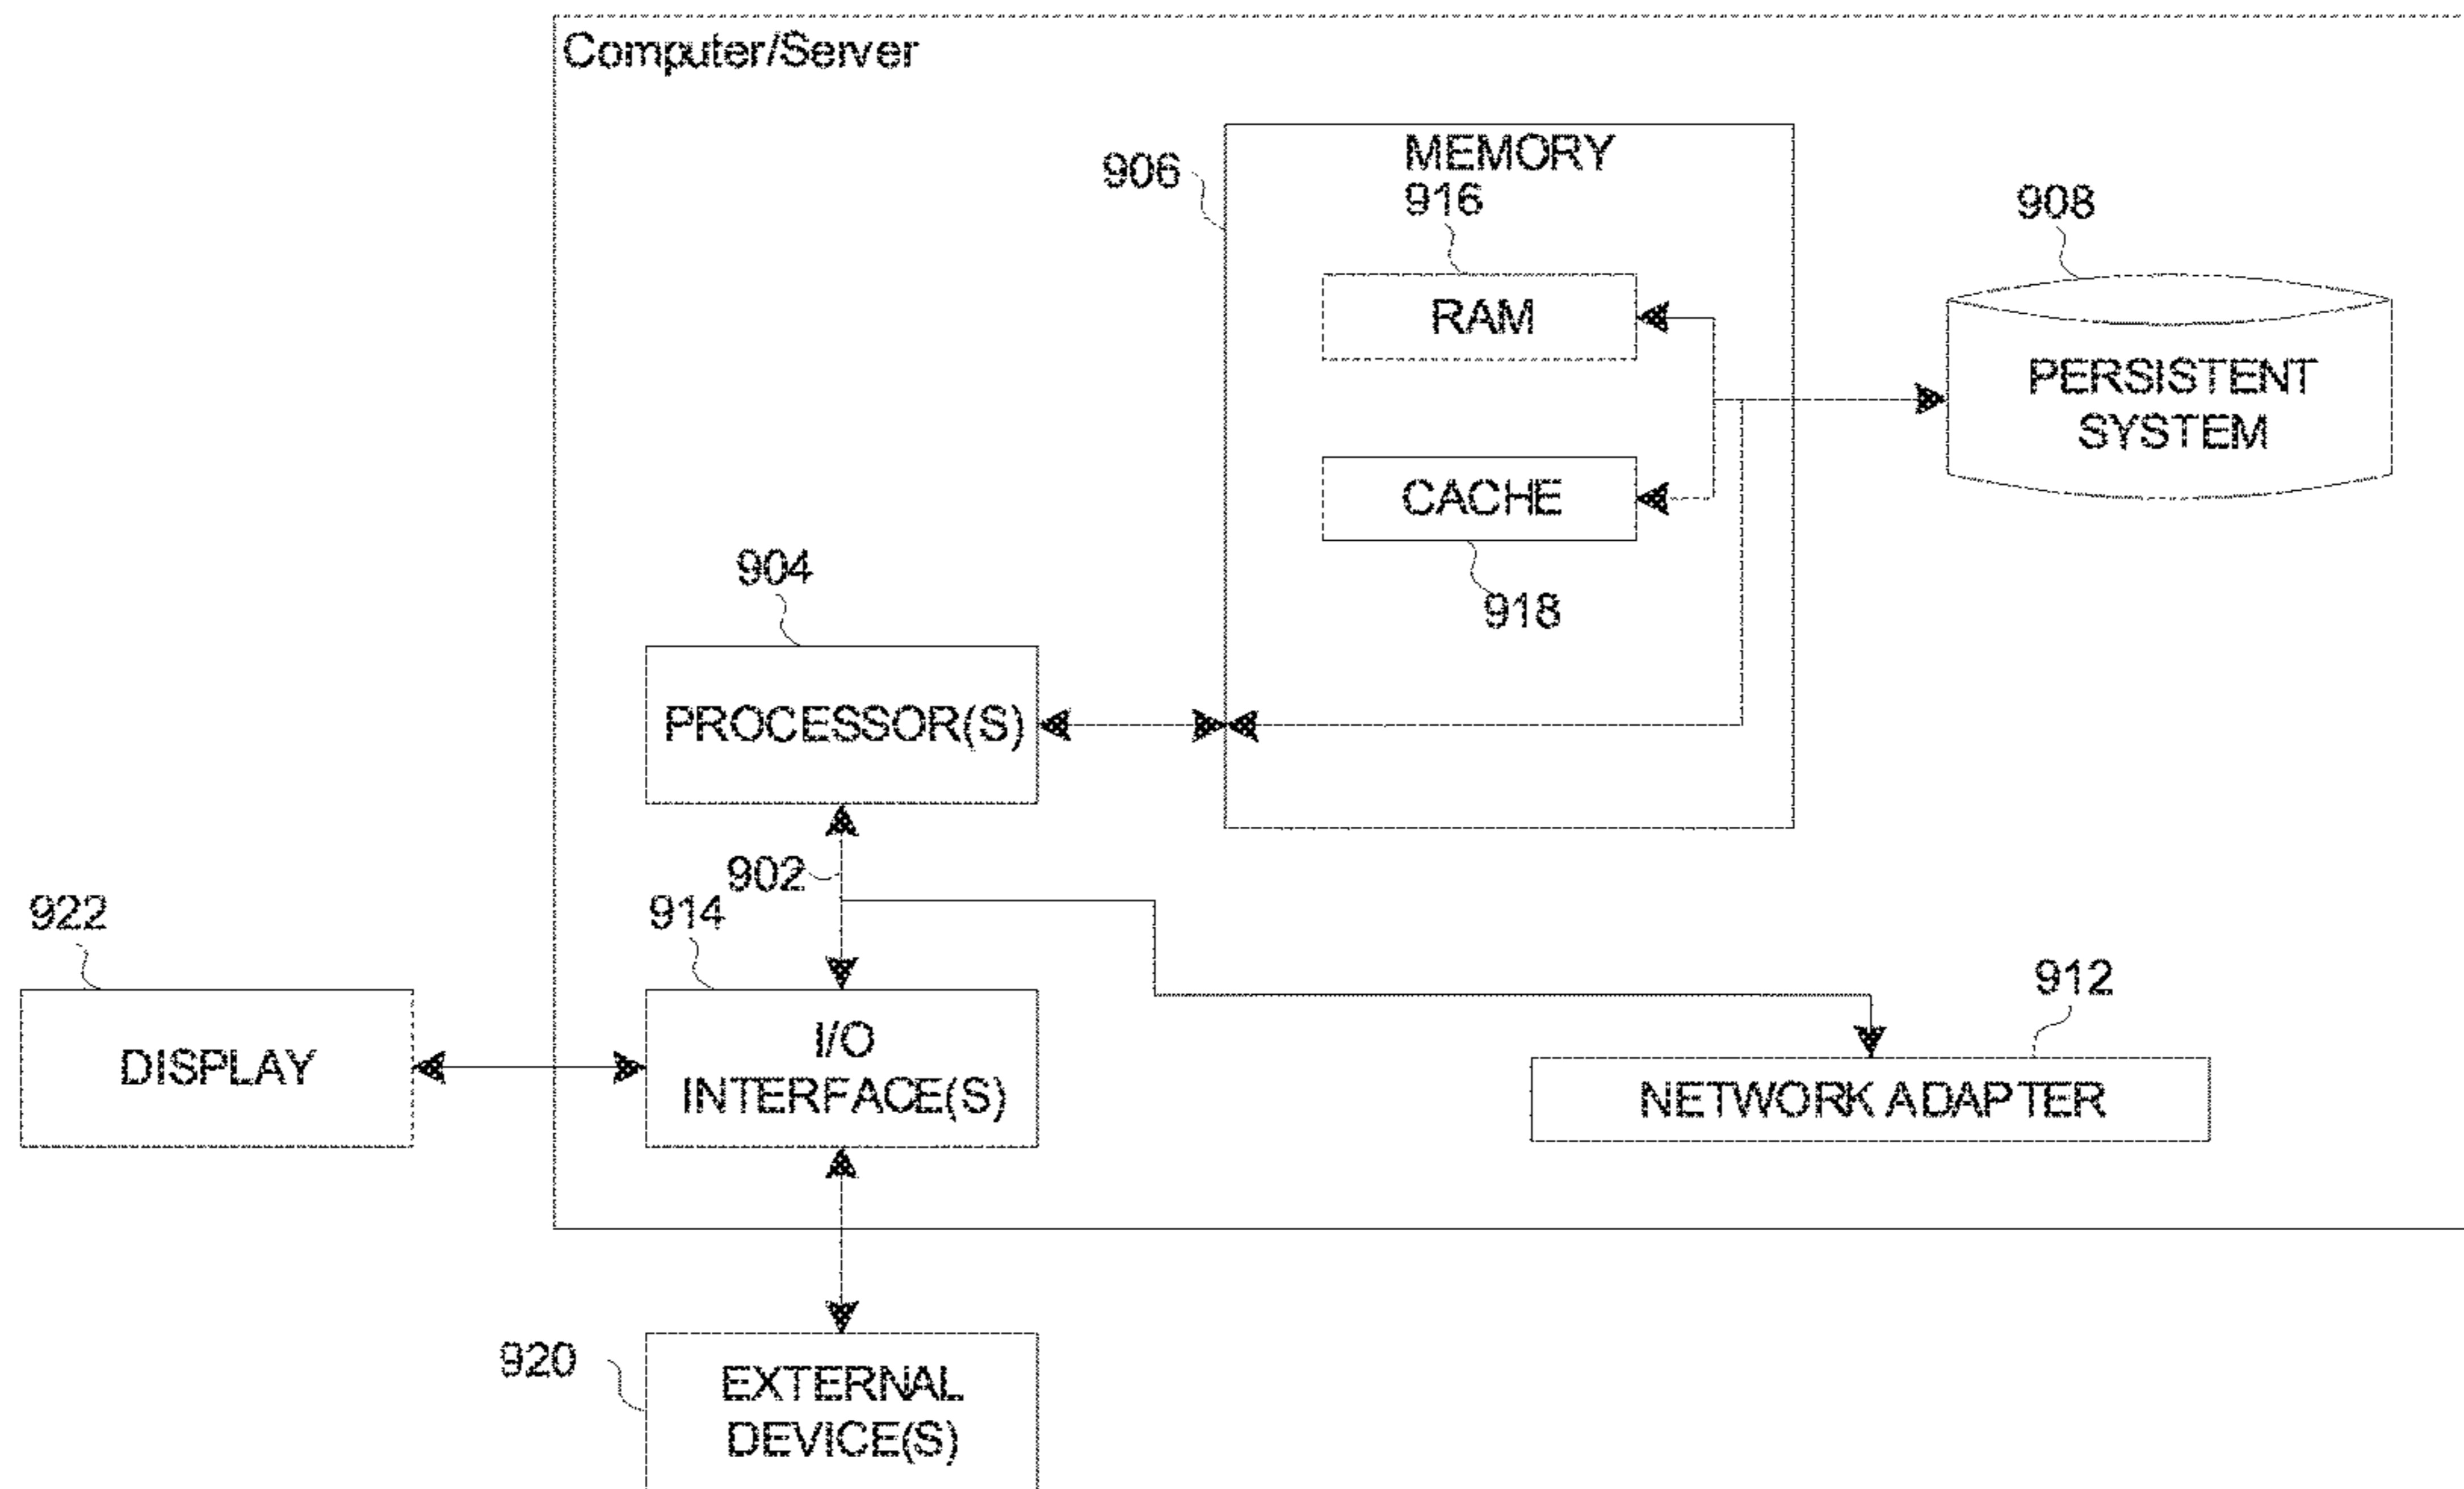 Computer/Server
906
MEMORY
916
908
RAM
PERSISTENT
SYSTEM
CACHE
918
904
PROCESSOR(S)
902
914
922
912
DISPLAY
I/O
INTERFACE(S)
NETWORK ADAPTER
920
EXTERNAL
DEVICE(S)